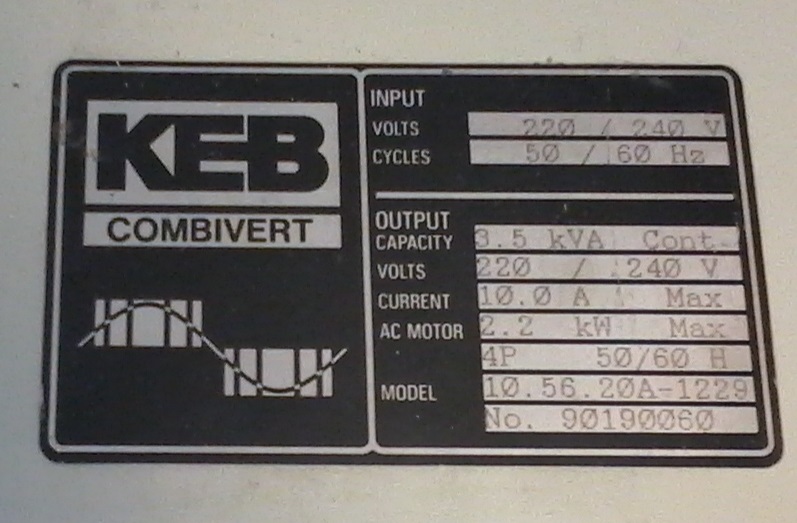 KEB
COMBIVERT
INPUT
VOLTS 220 / 240 V
CYCLES 50 / 60 Hz
OUTPUT
CAPACITY 3.5 kVA Cont.
VOLTS 220 / 240 V
CURRENT 10.0 A Max
AC MOTOR 2.2 kW Max
4P 50/60 H
MODEL 10.56.20A-1229
No. 90190060